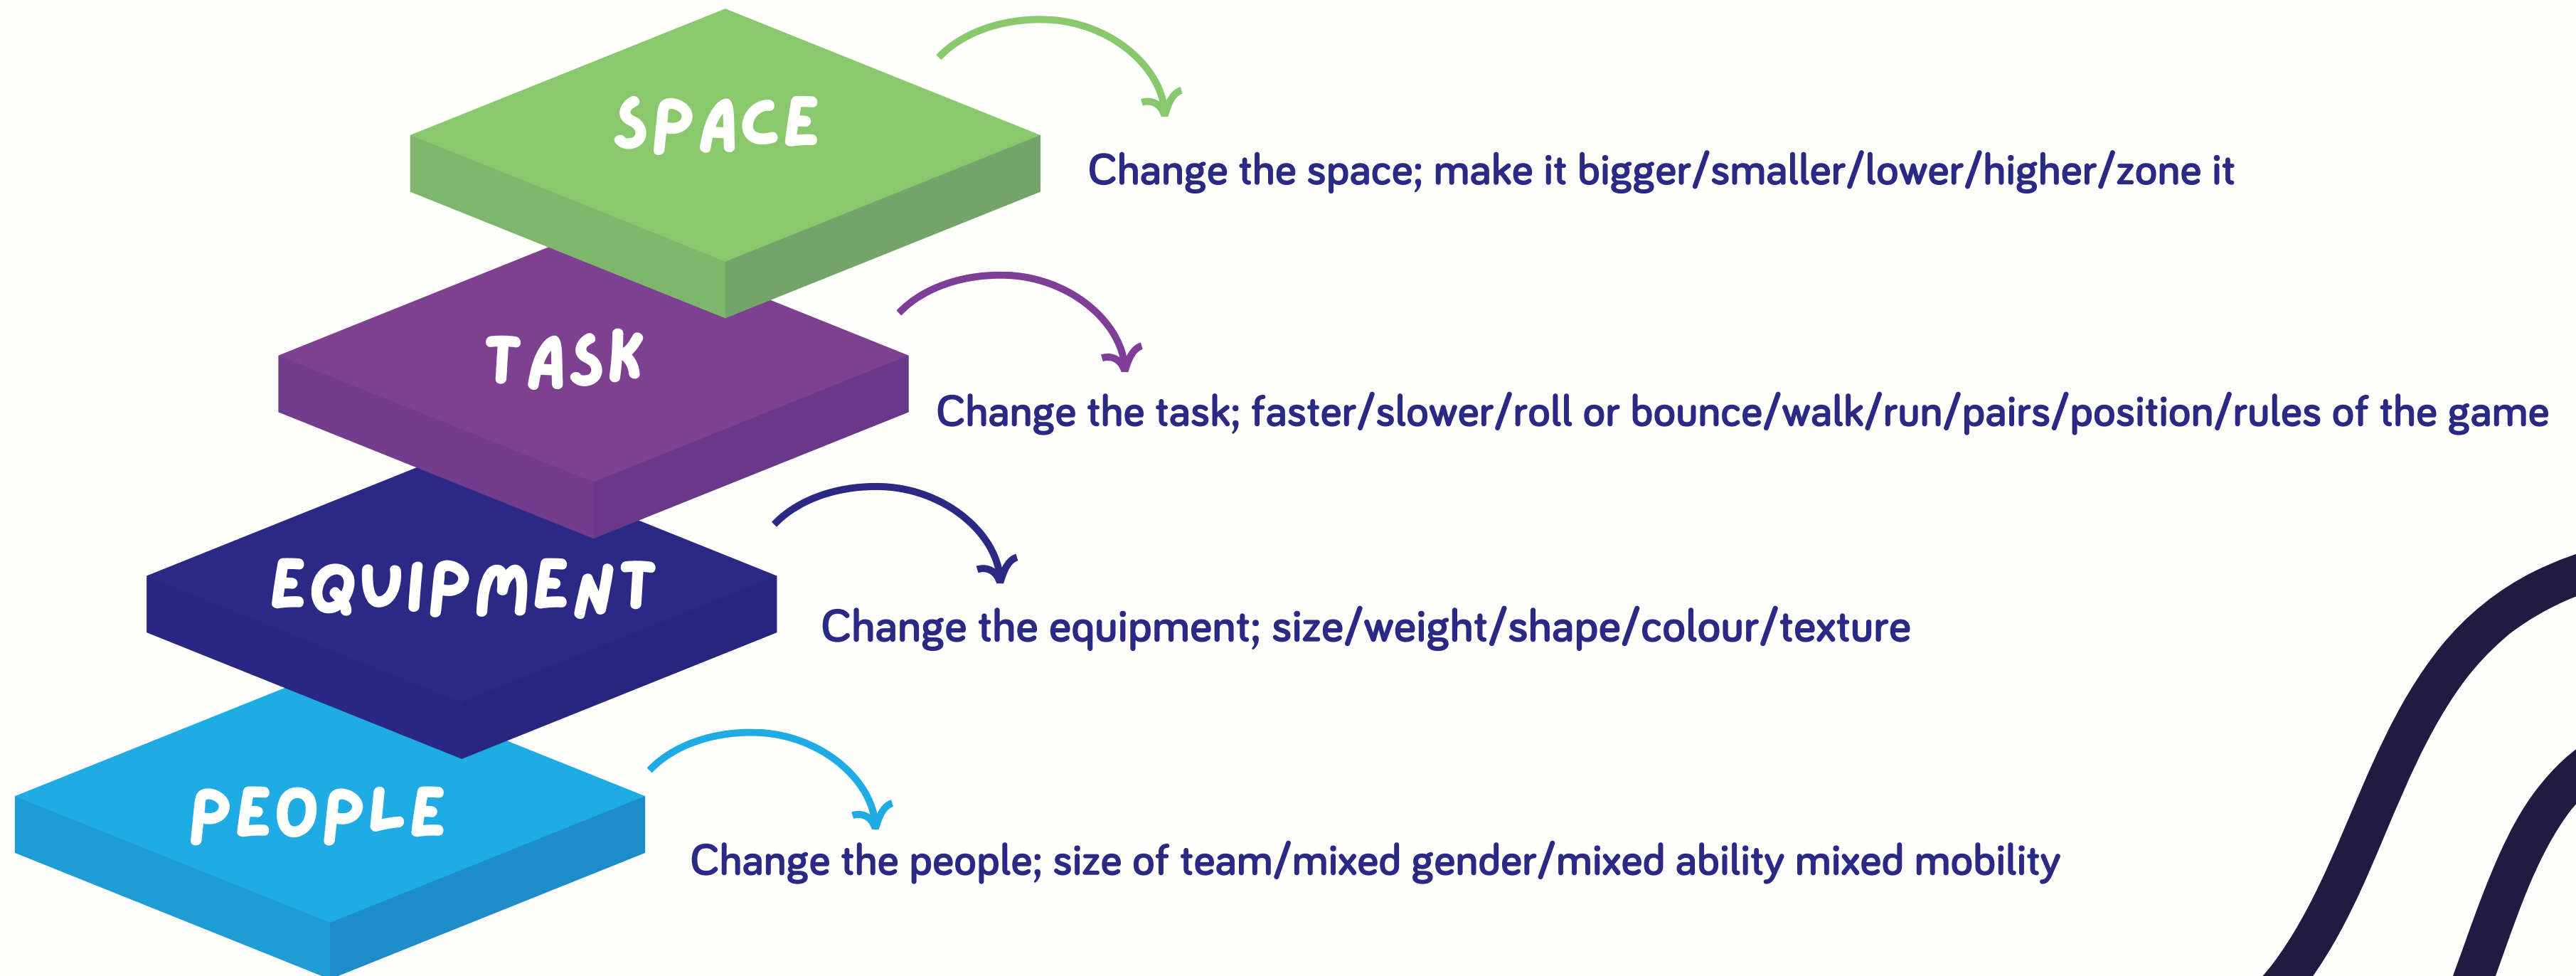 SPACE
Change the space; make it bigger/smaller/lower/higher/zone it
TASK
Change the task; faster/slower/roll or bounce/walk/run/pairs/position/rules of the game
EQUIPMENT
Change the equipment; size/weight/shape/colour/texture
PEOPLE
Change the people; size of team/mixed gender/mixed ability mixed mobility